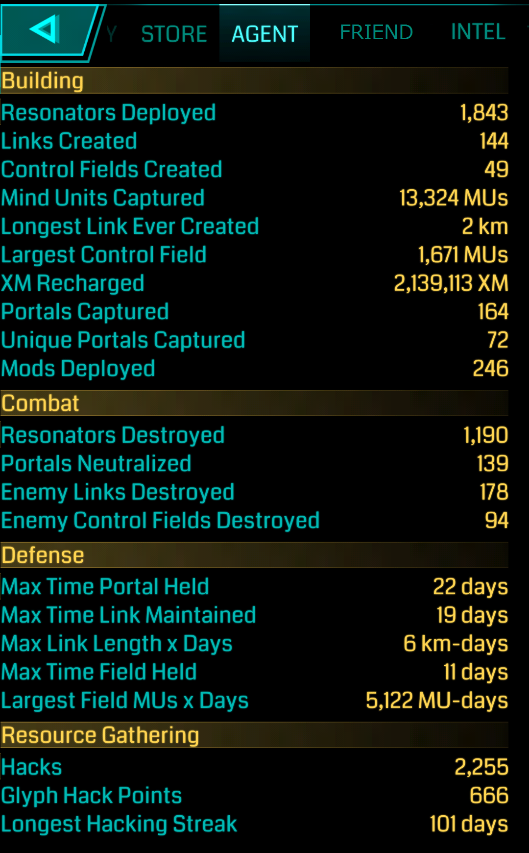 Y STORE AGENT FRIEND INTEL
Building
Resonators Deployed 1,843
Links Created 144
Control Fields Created 49
Mind Units Captured 13,324 MUs
Longest Link Ever Created 2 km
Largest Control Field 1,671 MUs
XM Recharged 2,139,113 XM
Portals Captured 164
Unique Portals Captured 72
Mods Deployed 246
Combat
Resonators Destroyed 1,190
Portals Neutralized 139
Enemy Links Destroyed 178
Enemy Control Fields Destroyed 94
Defense
Max Time Portal Held 22 days
Max Time Link Maintained 19 days
Max Link Length x Days 6 km-days
Max Time Field Held 11 days
Largest Field MUs x Days 5,122 MU-days
Resource Gathering
Hacks 2,255
Glyph Hack Points 666
Longest Hacking Streak 101 days